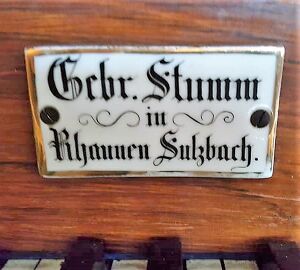 Gebr. Stumm
in
Rhaunen Sulzbach.